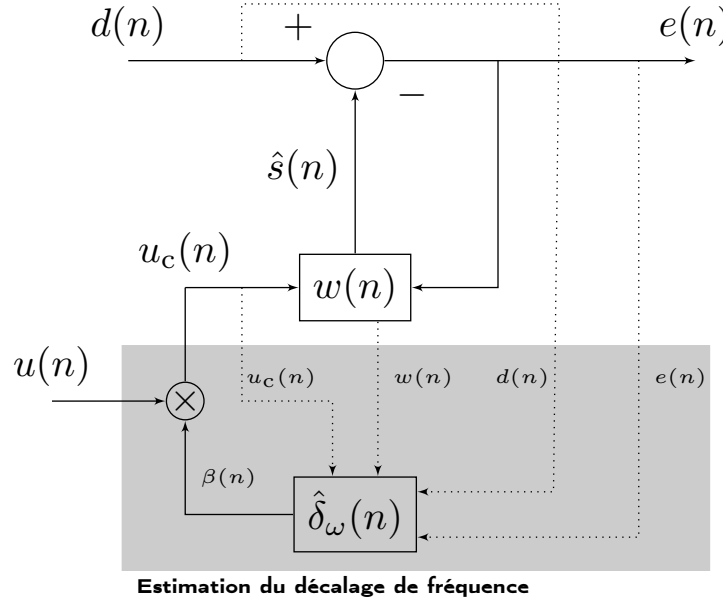 d(n)
+
e(n)
−
ŝ(n)
u_c(n)
w(n)
u(n)
u_c(n)
w(n)
d(n)
e(n)
×
β(n)
δ̂_ω(n)
Estimation du décalage de fréquence